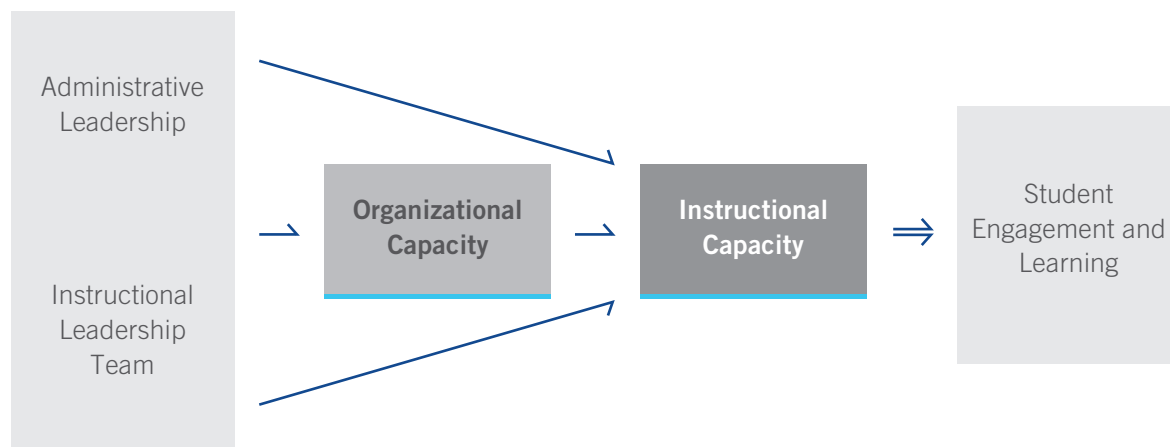 Administrative
Leadership
Instructional
Leadership
Team
Organizational
Capacity
Instructional
Capacity
Student
Engagement and
Learning